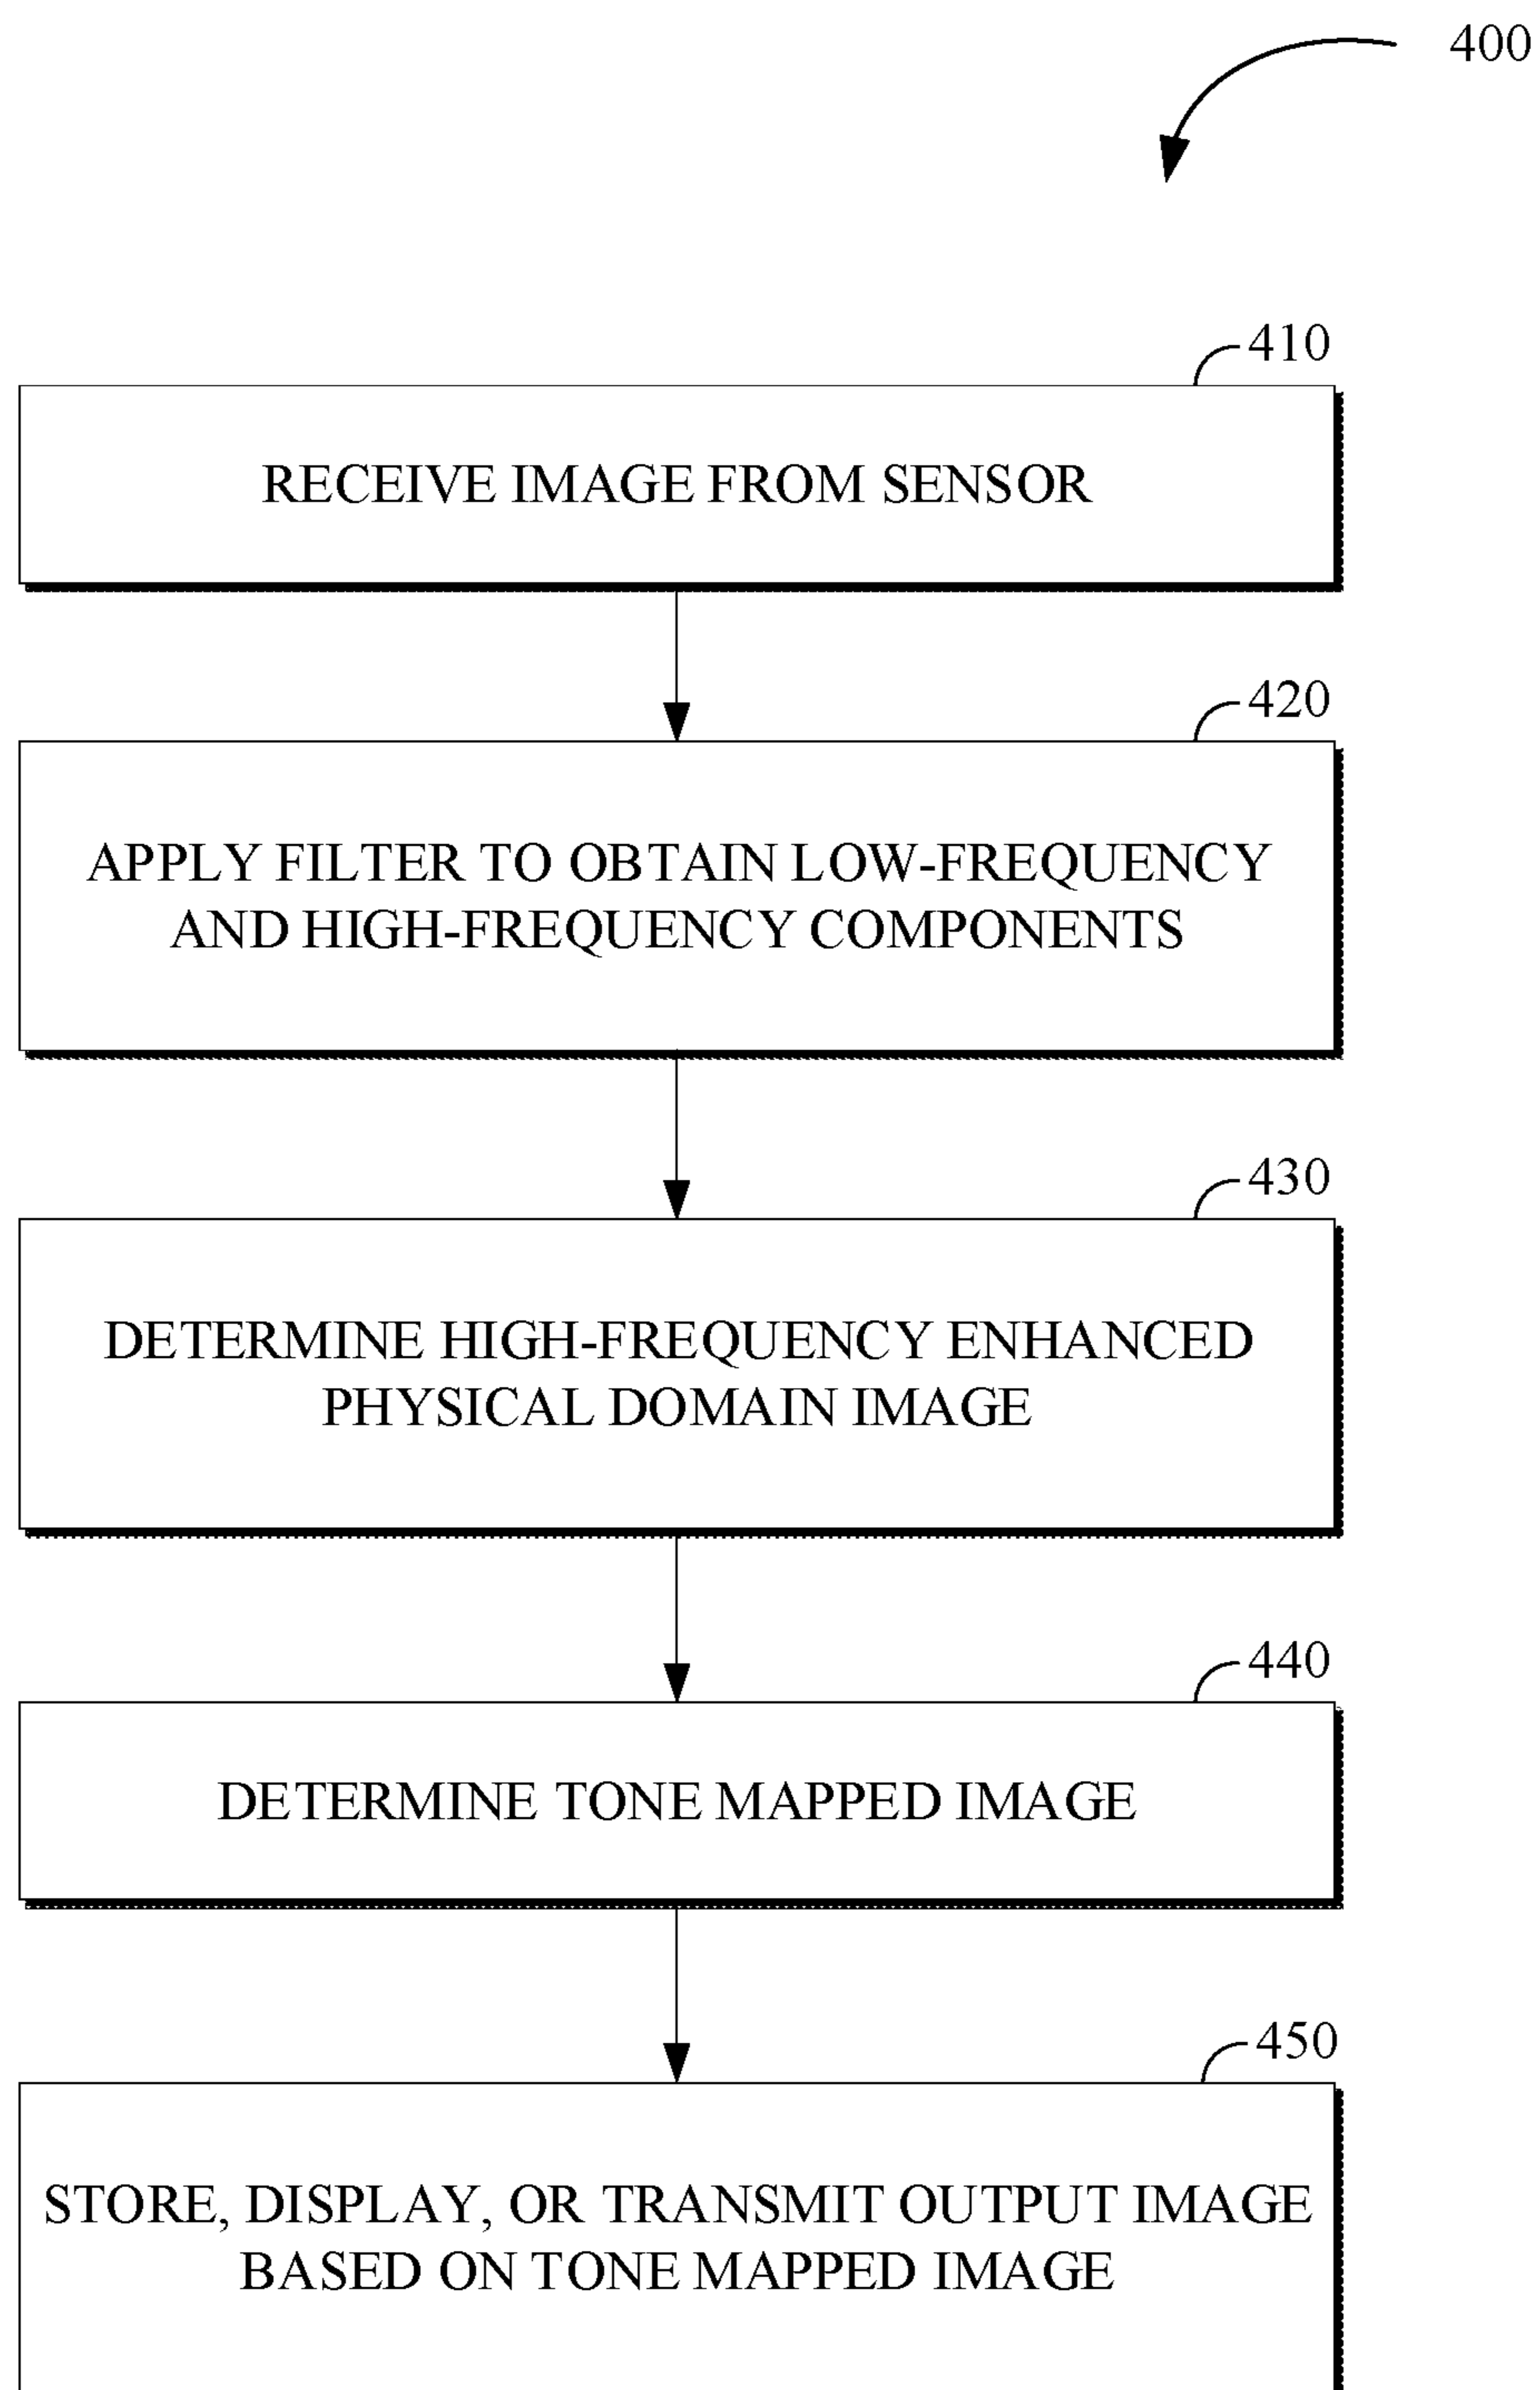 400
410
RECEIVE IMAGE FROM SENSOR
420
APPLY FILTER TO OBTAIN LOW-FREQUENCY
AND HIGH-FREQUENCY COMPONENTS
430
DETERMINE HIGH-FREQUENCY ENHANCED
PHYSICAL DOMAIN IMAGE
440
DETERMINE TONE MAPPED IMAGE
450
STORE, DISPLAY, OR TRANSMIT OUTPUT IMAGE
BASED ON TONE MAPPED IMAGE